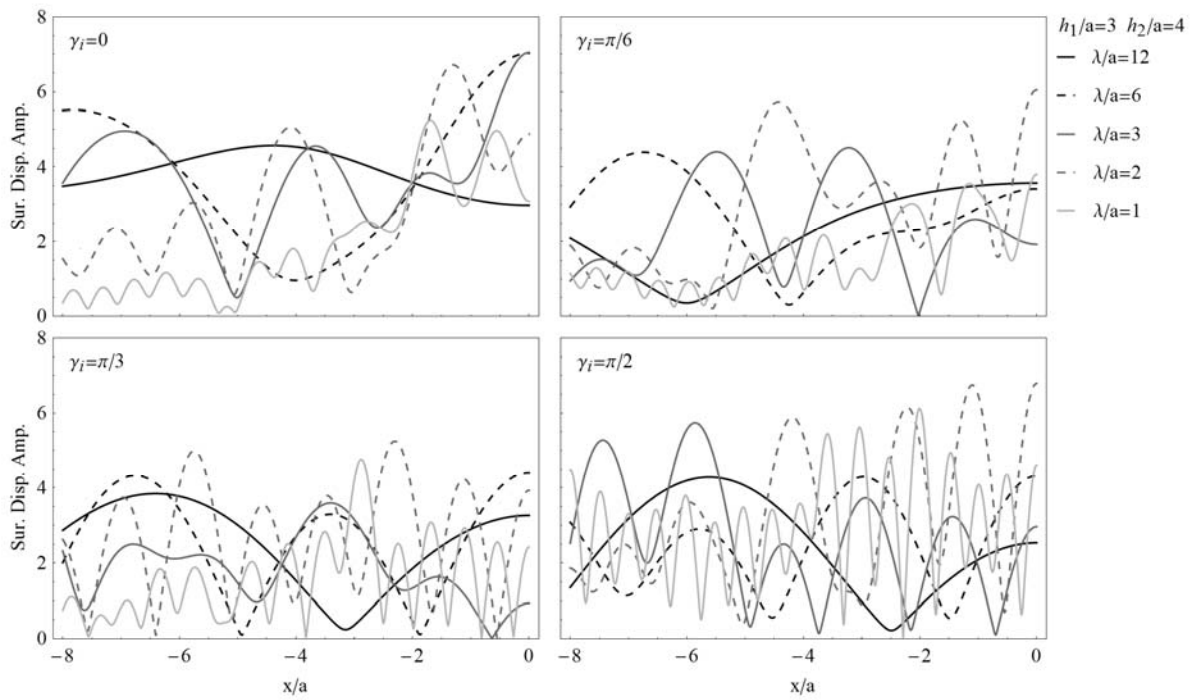 8
6
4
2
0
Sur. Disp. Amp.
γi=0
γi=π/6
h1/a=3 h2/a=4
λ/a=12
λ/a=6
λ/a=3
λ/a=2
λ/a=1
8
6
4
2
0
Sur. Disp. Amp.
γi=π/3
γi=π/2
−8 −6 −4 −2 0 −8 −6 −4 −2 0
x/a x/a